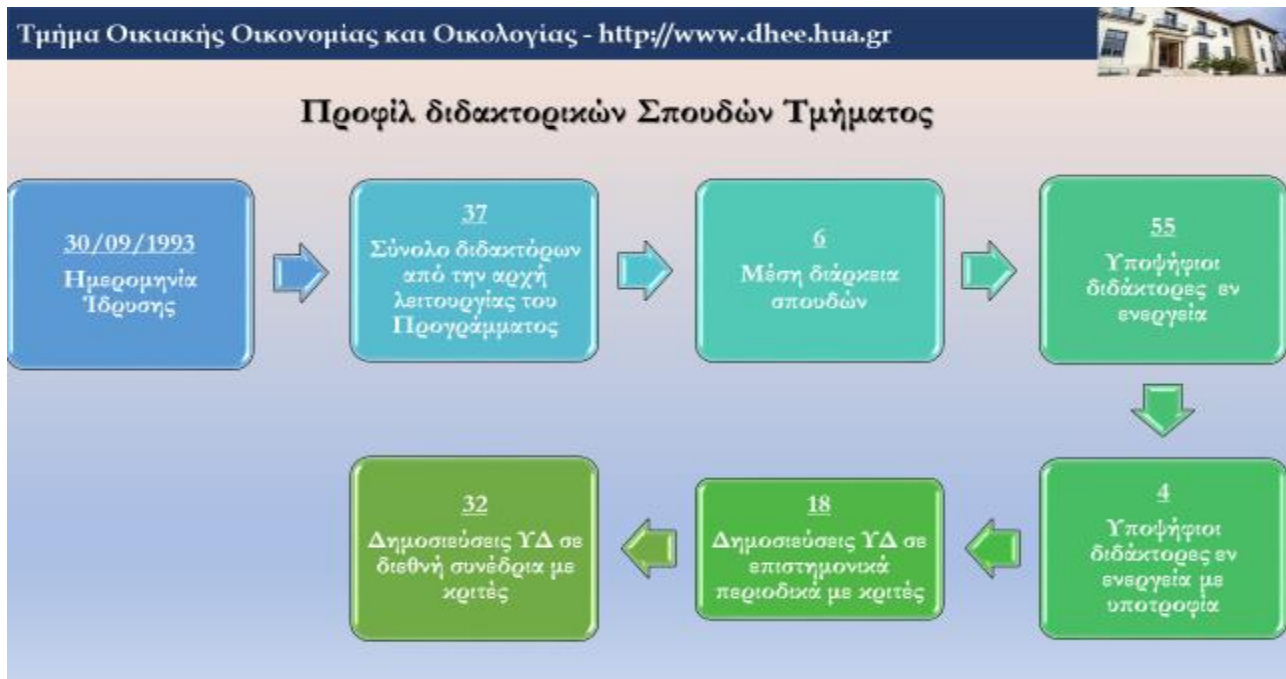 Τμήμα Οικιακής Οικονομίας και Οικολογίας - http://www.dhee.hua.gr
Προφίλ διδακτορικών Σπουδών Τμήματος
30/09/1993
Ημερομηνία
Ίδρυσης
37
Σύνολο διδακτόρων
από την αρχή
λειτουργίας του
Προγράμματος
6
Μέση διάρκεια
σπουδών
55
Υποψήφιοι
διδάκτορες εν
ενεργεία
4
Υποψήφιοι
διδάκτορες εν
ενεργεία με
υποτροφία
18
Δημοσιεύσεις ΥΔ σε
επιστημονικά
περιοδικά με κριτές
32
Δημοσιεύσεις ΥΔ σε
διεθνή συνέδρια με
κριτές